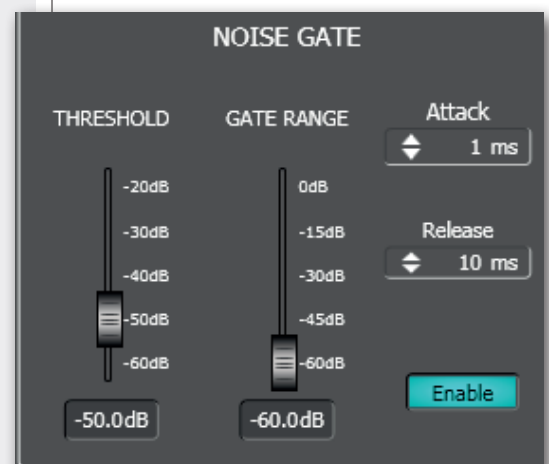 NOISE GATE
THRESHOLD
-20dB
-30dB
-40dB
-50dB
-60dB
-50.0dB
GATE RANGE
0dB
-15dB
-30dB
-45dB
-60dB
-60.0dB
Attack
1 ms
Release
10 ms
Enable